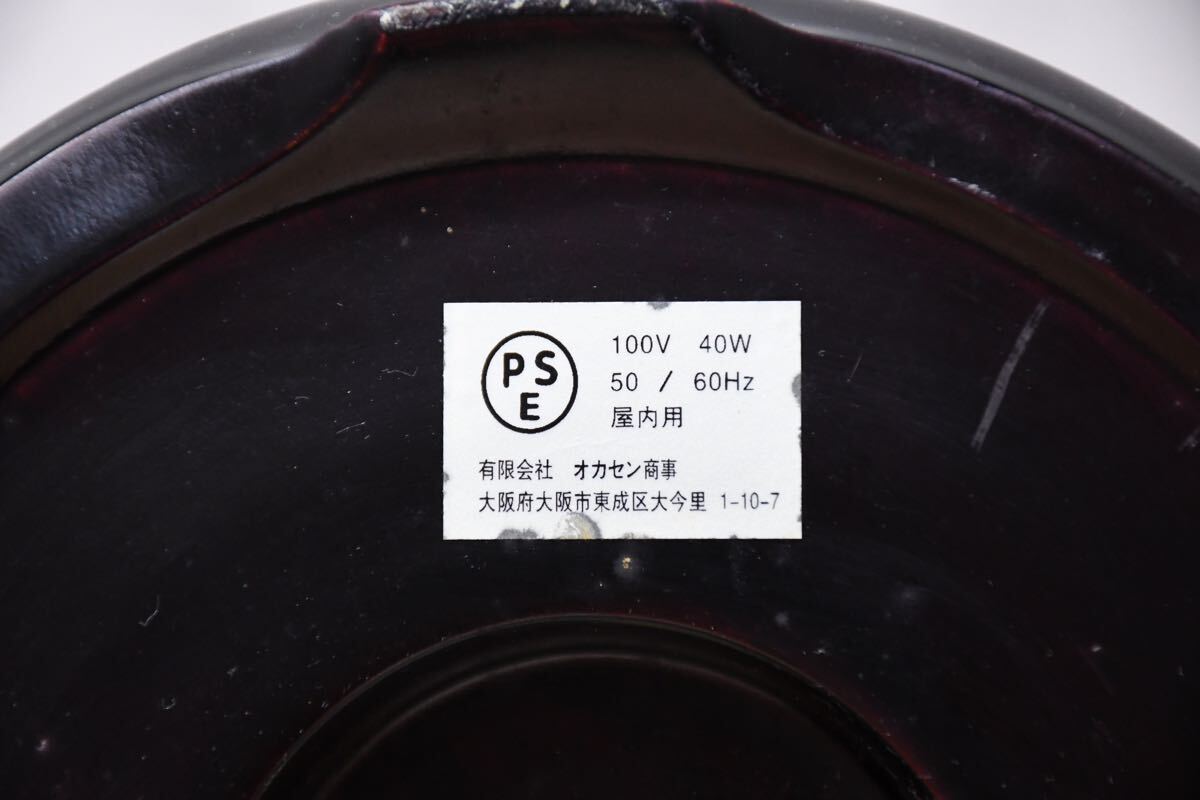 PS
E
100V 40W
50 / 60Hz
屋内用
有限会社 オカセン商事
大阪府大阪市東成区大今里 1-10-7